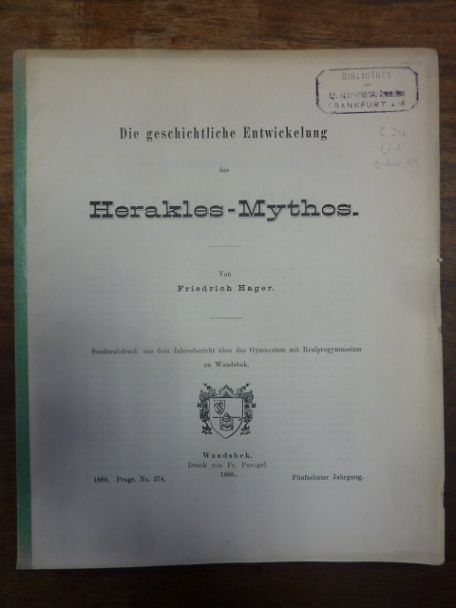 BIBLIOTHEK
FRANKFURT a. M.
Die geschichtliche Entwickelung
des
Herakles-Mythos.
Von
Friedrich Hager.
Sonderabdruck aus dem Jahresbericht über das Gymnasium mit Realprogymnasium
zu Wandsbek.
Wandsbek.
Druck von Fr. Puvogel.
1888.
1888. Progr. No. 274.
Fünfzehnter Jahrgang.